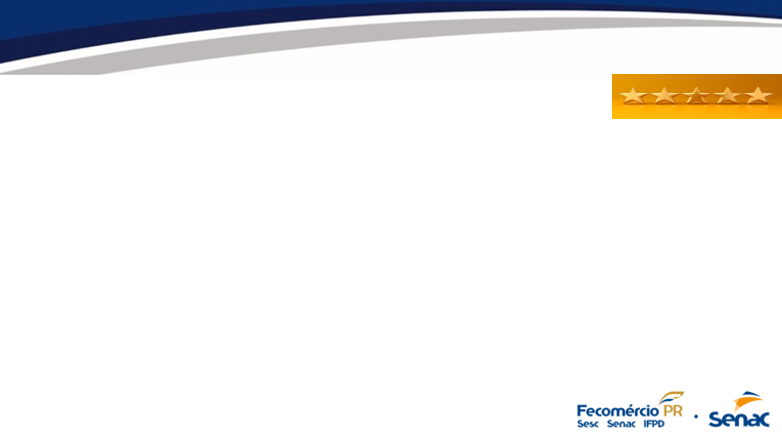 Fecomércio PR
Sesc Senac IFPD
Senac